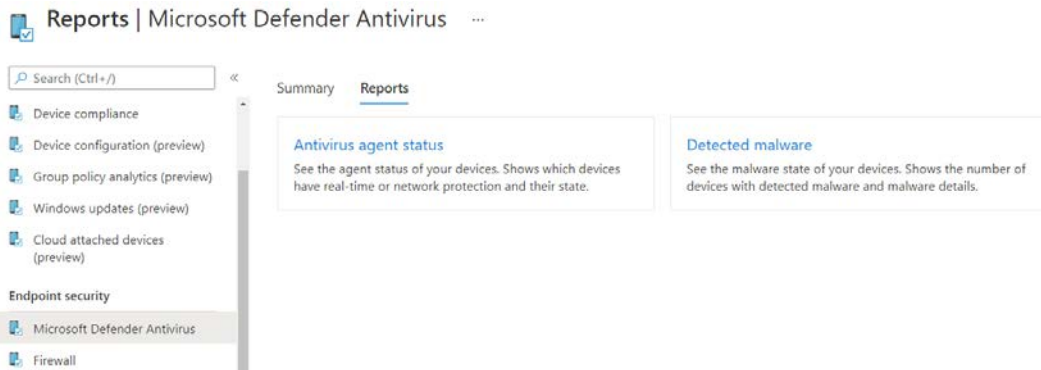 Reports | Microsoft Defender Antivirus ...
Search (Ctrl+/)
«
Device compliance
Device configuration (preview)
Group policy analytics (preview)
Windows updates (preview)
Cloud attached devices
(preview)
Endpoint security
Microsoft Defender Antivirus
Firewall
Summary Reports
Antivirus agent status
See the agent status of your devices. Shows which devices
have real-time or network protection and their state.
Detected malware
See the malware state of your devices. Shows the number of
devices with detected malware and malware details.